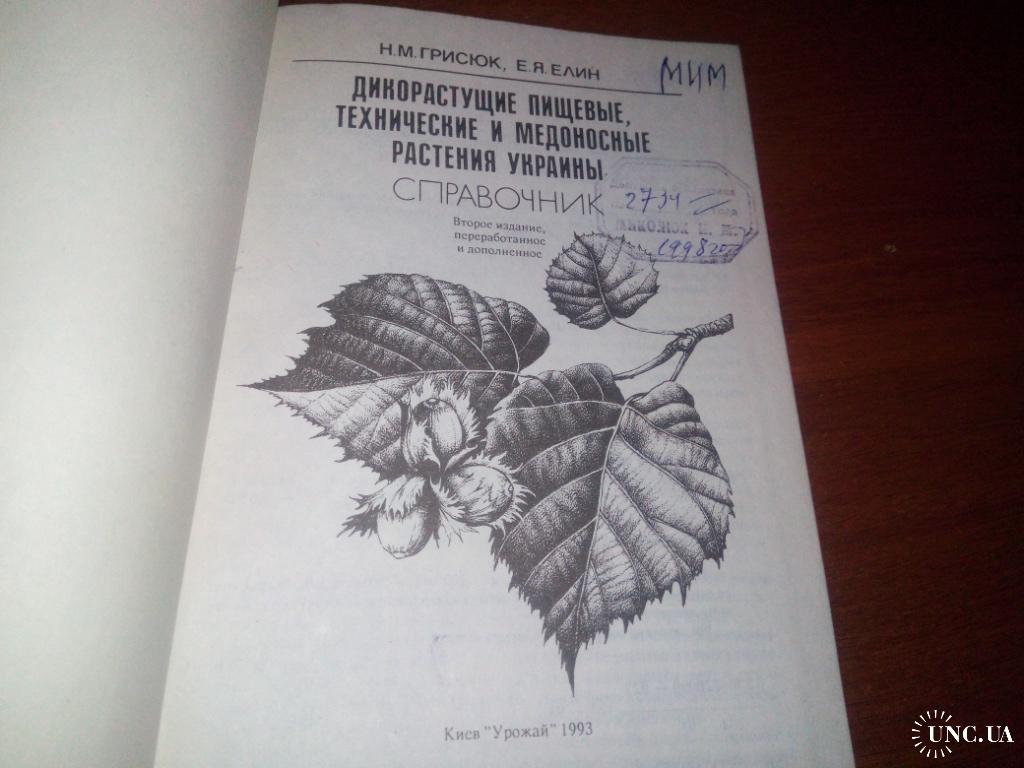 Н.М.ГРИСЮК, Е.Я.ЕЛИН
МИМ
ДИКОРАСТУЩИЕ ПИЩЕВЫЕ,
ТЕХНИЧЕСКИЕ И МЕДОНОСНЫЕ
РАСТЕНИЯ УКРАИНЫ
СПРАВОЧНИК
2734
1998
Второе издание,
переработанное
и дополненное
Киев "Урожай" 1993
UNC.UA